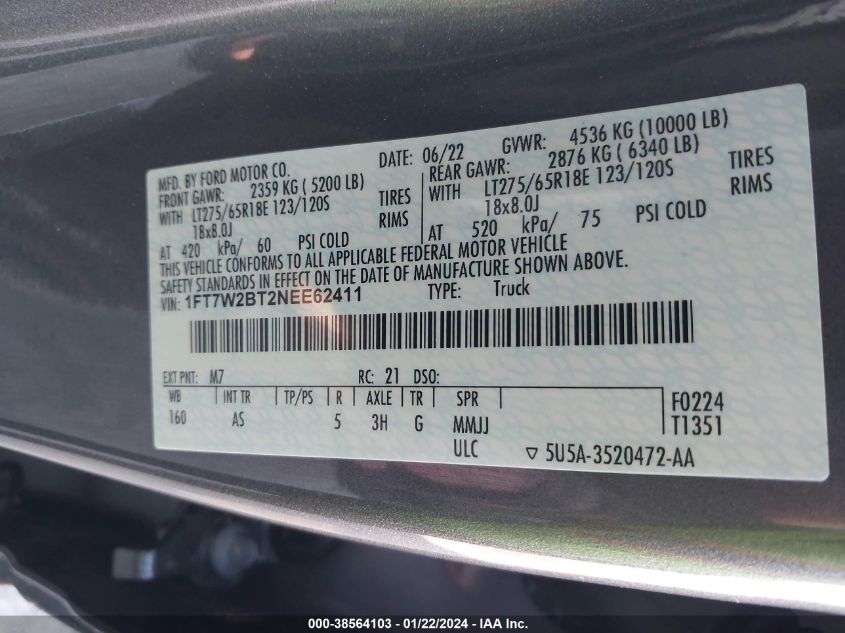 MFD. BY FORD MOTOR CO.
DATE: 06/22 GVWR: 4536 KG (10000 LB)
FRONT GAWR: 2359 KG (5200 LB)
REAR GAWR: 2876 KG (6340 LB)
WITH LT275/65R18E 123/120S TIRES
WITH LT275/65R18E 123/120S TIRES
18x8.0J RIMS
18x8.0J RIMS
AT 420 kPa/ 60 PSI COLD
AT 520 kPa/ 75 PSI COLD
THIS VEHICLE CONFORMS TO ALL APPLICABLE FEDERAL MOTOR VEHICLE
SAFETY STANDARDS IN EFFECT ON THE DATE OF MANUFACTURE SHOWN ABOVE.
VIN: 1FT7W2BT2NEE62411 TYPE: Truck
EXT PNT: M7 RC: 21 DSO:
WB INT TR TP/PS R AXLE TR SPR F0224
160 AS 5 3H G MMJJ T1351
ULC ▽ 5U5A-3520472-AA
000-38564103 - 01/22/2024 - IAA Inc.